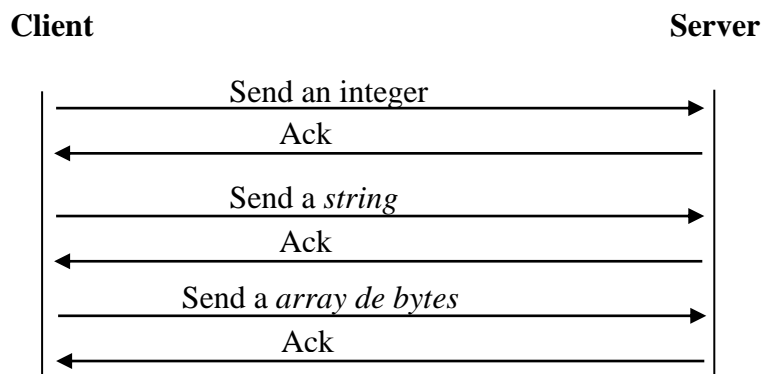 Client Server
Send an integer
Ack
Send a string
Ack
Send a array de bytes
Ack